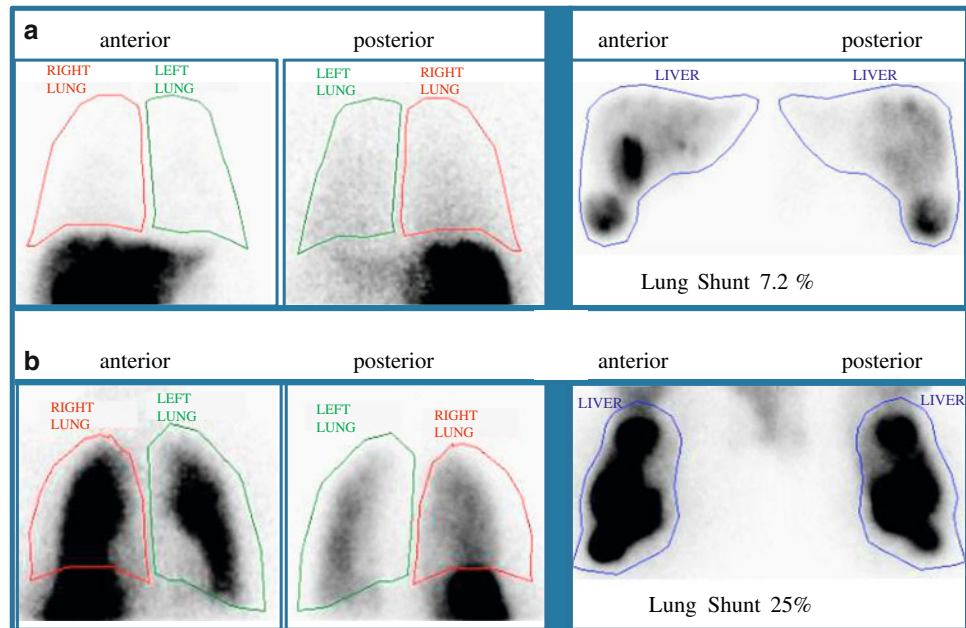 a
anterior
posterior
anterior
posterior
RIGHT
LUNG
LEFT
LUNG
LEFT
LUNG
RIGHT
LUNG
LIVER
LIVER
Lung Shunt 7.2 %
b
anterior
posterior
anterior
posterior
RIGHT
LUNG
LEFT
LUNG
LEFT
LUNG
RIGHT
LUNG
LIVER
LIVER
Lung Shunt 25%